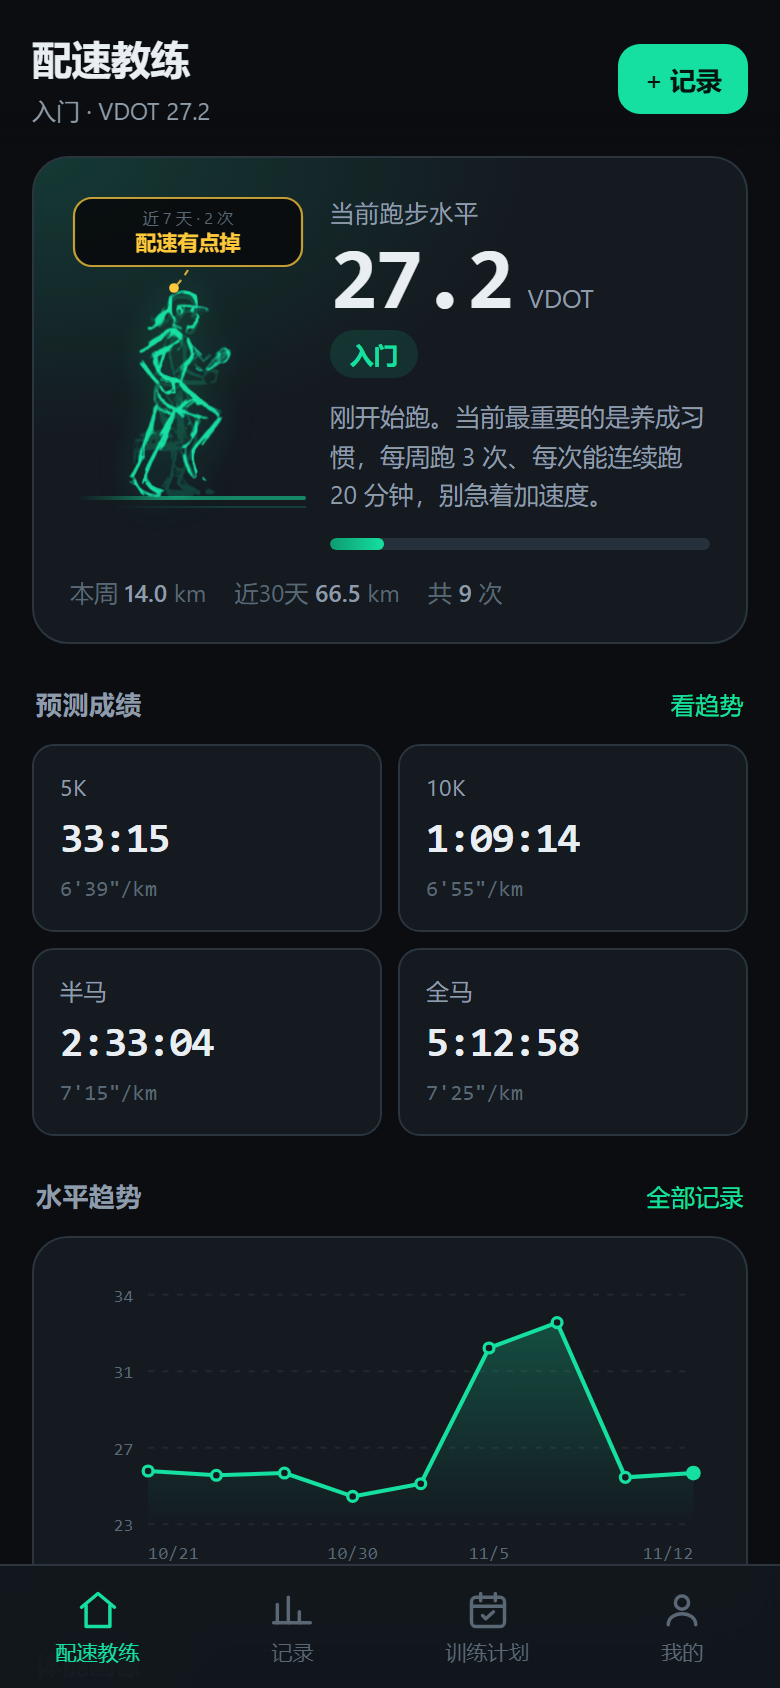 配速教练
入门 · VDOT 27.2
+ 记录
近7天·2次
配速有点掉
当前跑步水平
27.2 VDOT
入门
刚开始跑。当前最重要的是养成习
惯，每周跑 3 次、每次能连续跑
20 分钟，别急着加速度。
本周 14.0 km 近30天 66.5 km 共 9 次
预测成绩
看趋势
5K
33:15
6'39"/km
10K
1:09:14
6'55"/km
半马
2:33:04
7'15"/km
全马
5:12:58
7'25"/km
水平趋势
全部记录
34
31
27
23
10/21
10/30
11/5
11/12
配速教练
记录
训练计划
我的